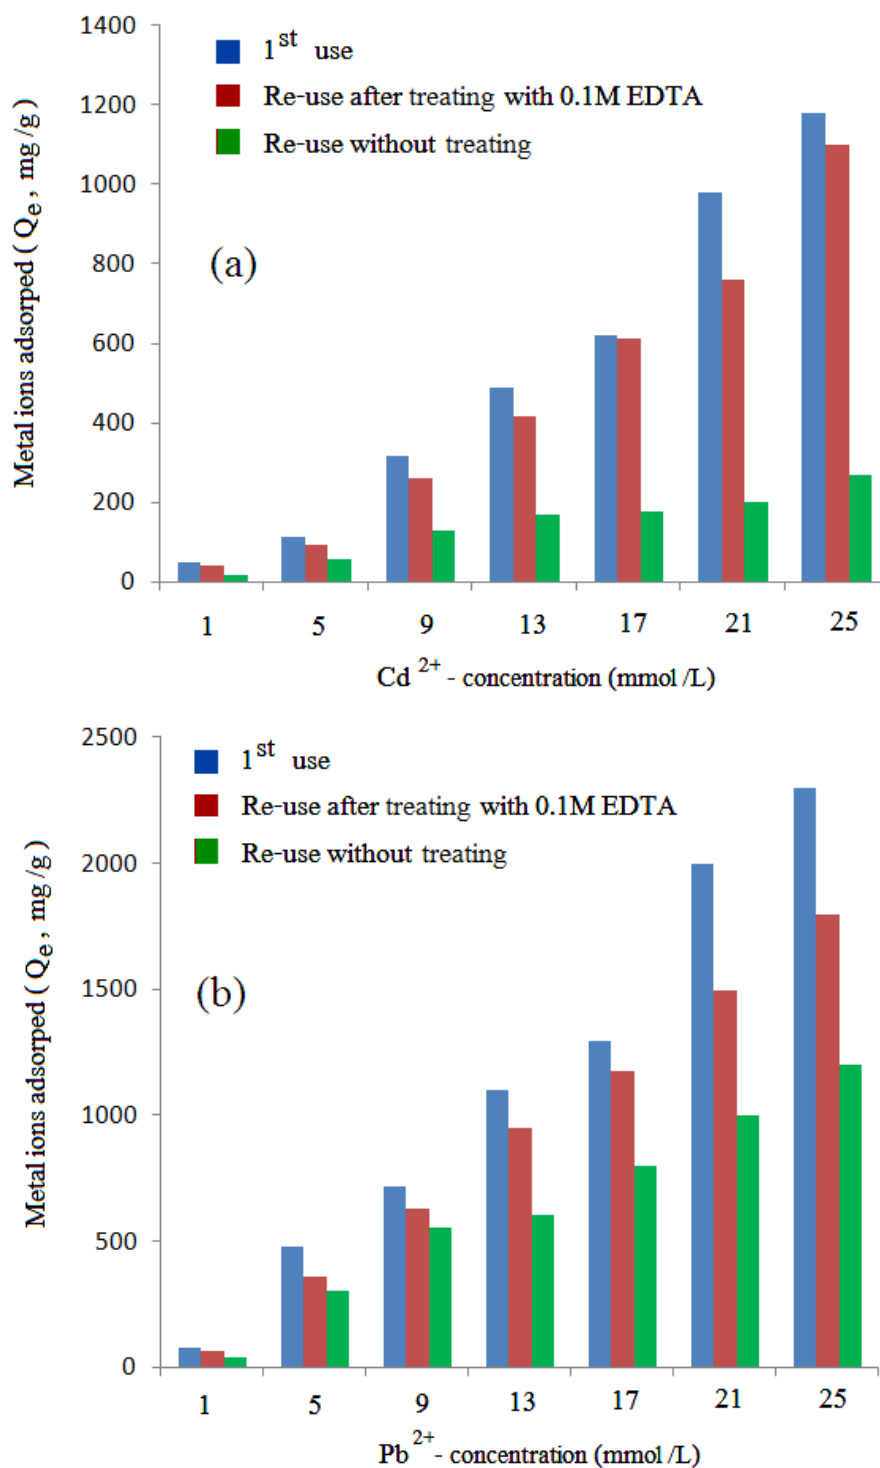 1400
1200
1000
800
600
400
200
0
Metal ions adsorped ( Qe , mg /g)
1st use
Re-use after treating with 0.1M EDTA
Re-use without treating
(a)
1 5 9 13 17 21 25
Cd 2+ - concentration (mmol /L)
2500
2000
1500
1000
500
0
Metal ions adsorped ( Qe , mg /g)
1st use
Re-use after treating with 0.1M EDTA
Re-use without treating
(b)
1 5 9 13 17 21 25
Pb 2+ - concentration (mmol /L)